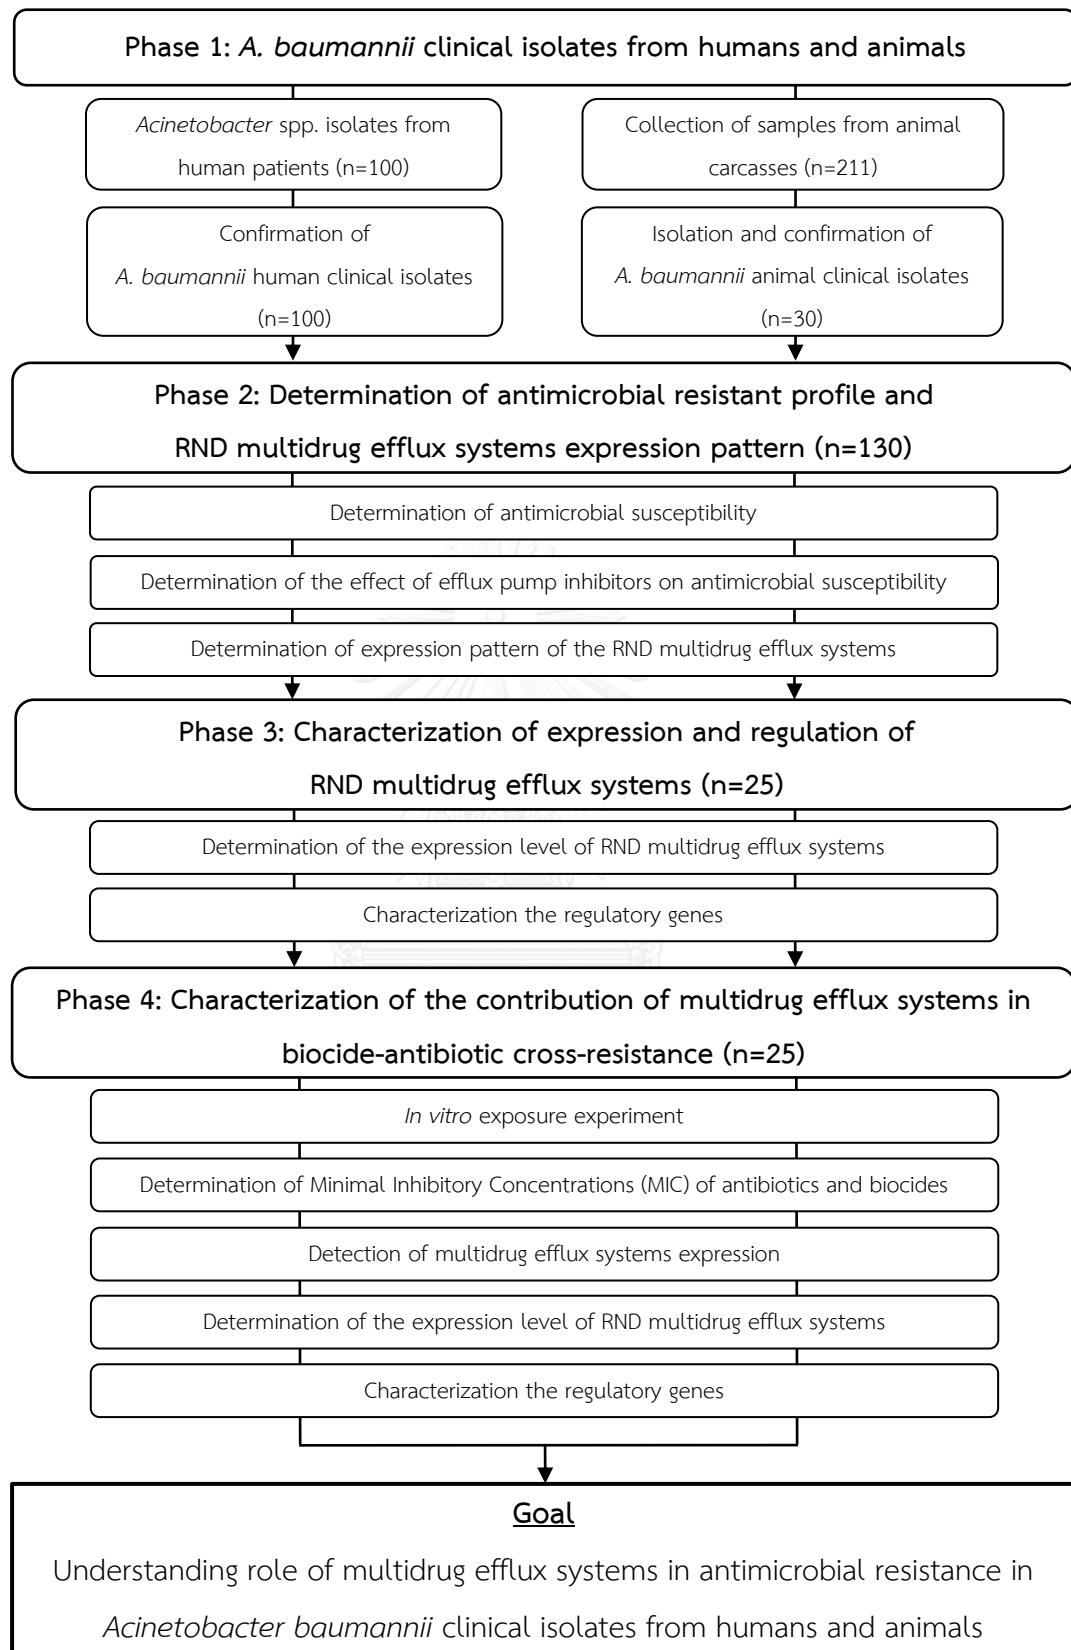 Phase 1: A. baumannii clinical isolates from humans and animals
Acinetobacter spp. isolates from
human patients (n=100)
Collection of samples from animal
carcasses (n=211)
Confirmation of
A. baumannii human clinical isolates
(n=100)
Isolation and confirmation of
A. baumannii animal clinical isolates
(n=30)
Phase 2: Determination of antimicrobial resistant profile and
RND multidrug efflux systems expression pattern (n=130)
Determination of antimicrobial susceptibility
Determination of the effect of efflux pump inhibitors on antimicrobial susceptibility
Determination of expression pattern of the RND multidrug efflux systems
Phase 3: Characterization of expression and regulation of
RND multidrug efflux systems (n=25)
Determination of the expression level of RND multidrug efflux systems
Characterization the regulatory genes
Phase 4: Characterization of the contribution of multidrug efflux systems in
biocide-antibiotic cross-resistance (n=25)
In vitro exposure experiment
Determination of Minimal Inhibitory Concentrations (MIC) of antibiotics and biocides
Detection of multidrug efflux systems expression
Determination of the expression level of RND multidrug efflux systems
Characterization the regulatory genes
Goal
Understanding role of multidrug efflux systems in antimicrobial resistance in
Acinetobacter baumannii clinical isolates from humans and animals